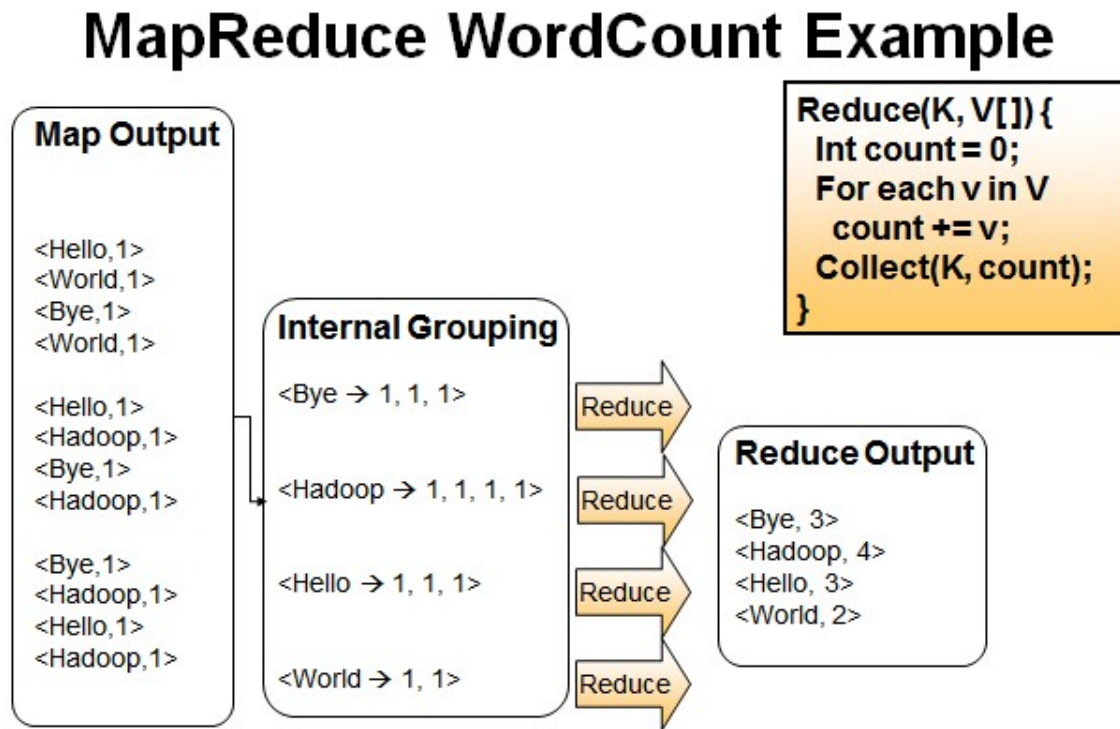 MapReduce WordCount Example
Map Output
<Hello,1>
<World,1>
<Bye,1>
<World,1>
<Hello,1>
<Hadoop,1>
<Bye,1>
<Hadoop,1>
<Bye,1>
<Hadoop,1>
<Hello,1>
<Hadoop,1>
Internal Grouping
<Bye → 1, 1, 1>
<Hadoop → 1, 1, 1, 1>
<Hello → 1, 1, 1>
<World → 1, 1>
Reduce
Reduce
Reduce
Reduce
Reduce(K, V[]) {
Int count = 0;
For each v in V
count += v;
Collect(K, count);
}
Reduce Output
<Bye, 3>
<Hadoop, 4>
<Hello, 3>
<World, 2>